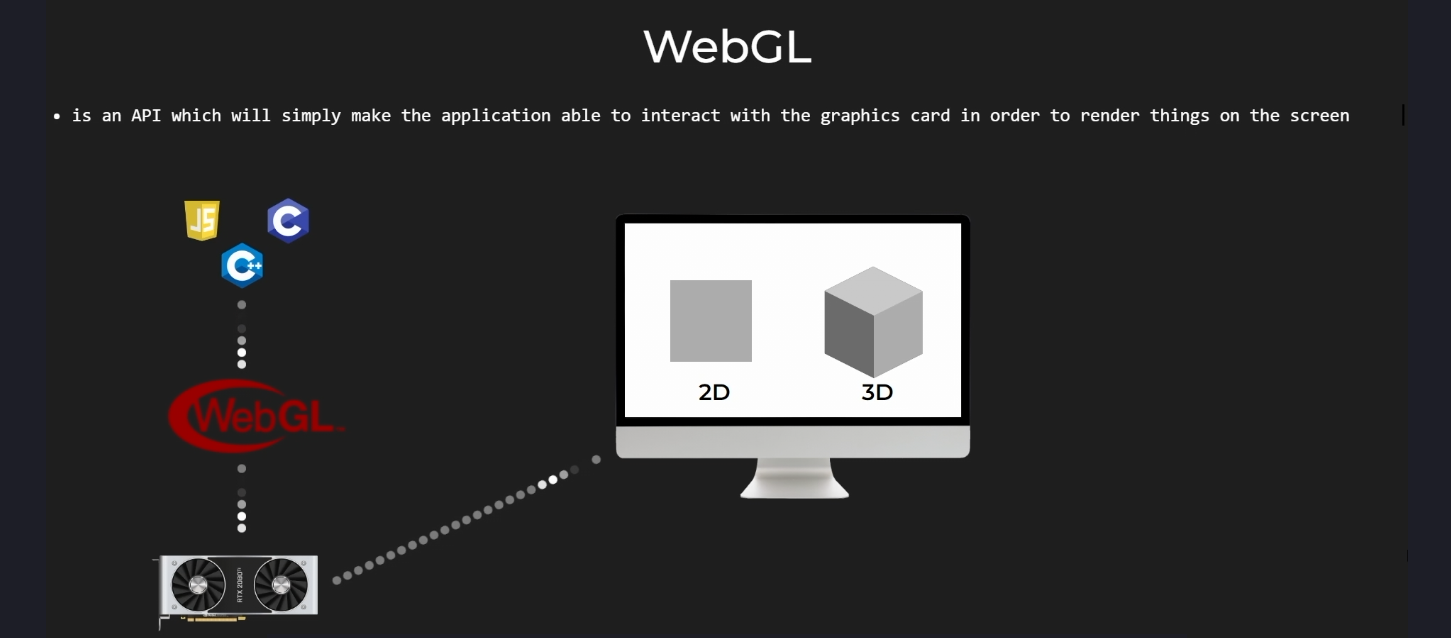 WebGL
• is an API which will simply make the application able to interact with the graphics card in order to render things on the screen
JS
C
C++
WebGL
2D
3D
RTX 2080 Ti